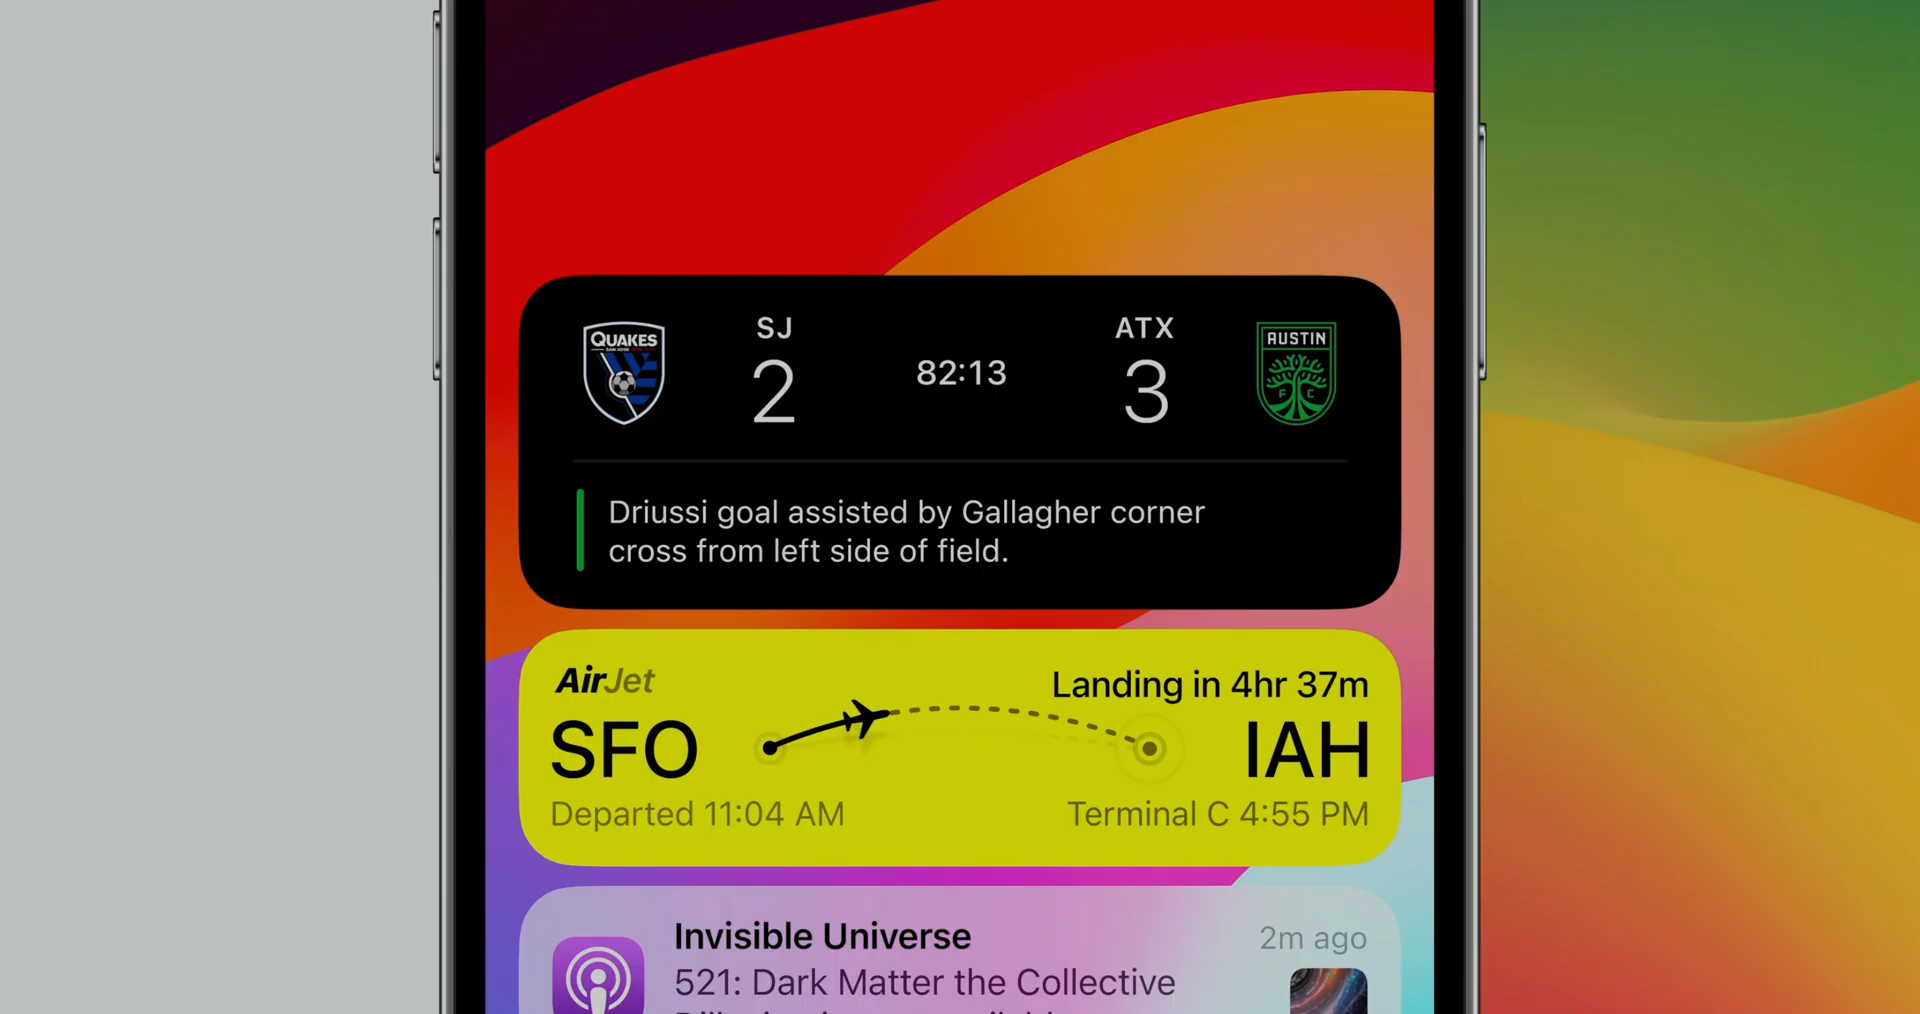 QUAKES
SAN JOSE
SJ
2
82:13
ATX
3
AUSTIN
F C
Driussi goal assisted by Gallagher corner
cross from left side of field.
AirJet
Landing in 4hr 37m
SFO
IAH
Departed 11:04 AM
Terminal C 4:55 PM
Invisible Universe
2m ago
521: Dark Matter the Collective